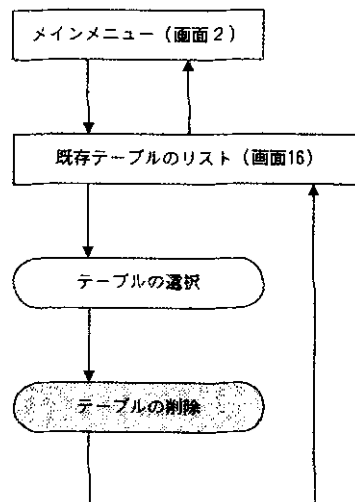 メインメニュー（画面２）
既存テーブルのリスト（画面16）
テーブルの選択
テーブルの削除